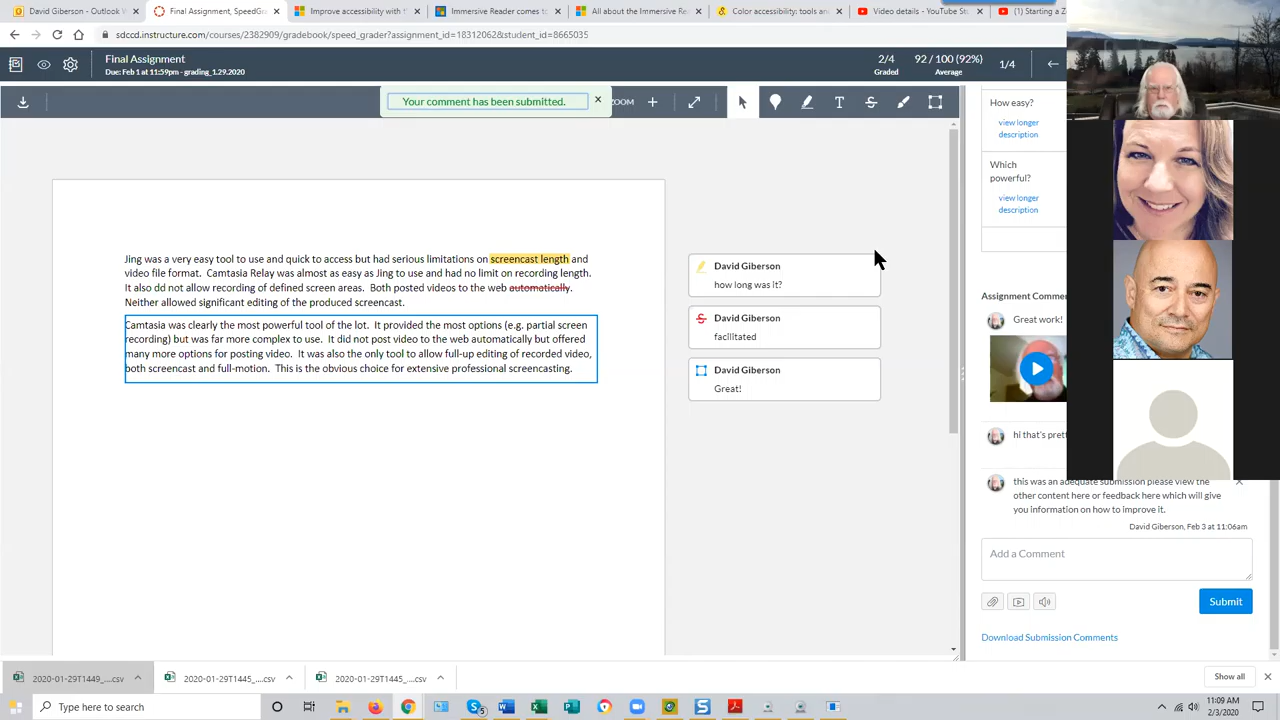 David Giberson - Outlook
Final Assignment, SpeedGr
Improve accessibility with
Immersive Reader comes to
All about the Immersive Re
Color accessibility: tools an
Video details - YouTube St
(1) Starting a Z
sdccd.instructure.com/courses/2382909/gradebook/speed_grader?assignment_id=18312062&student_id=8665035
Final Assignment
Due: Feb 1 at 11:59pm - grading_1.29.2020
2/4
Graded
92 / 100 (92%)
Average
1/4
Your comment has been submitted.
ZOOM
How easy?
view longer
description
Which
powerful?
view longer
description
Jing was a very easy tool to use and quick to access but had serious limitations on screencast length and
video file format. Camtasia Relay was almost as easy as Jing to use and had no limit on recording length.
It also dd not allow recording of defined screen areas. Both posted videos to the web automatically.
Neither allowed significant editing of the produced screencast.
Camtasia was clearly the most powerful tool of the lot. It provided the most options (e.g. partial screen
recording) but was far more complex to use. It did not post video to the web automatically but offered
many more options for posting video. It was also the only tool to allow full-up editing of recorded video,
both screencast and full-motion. This is the obvious choice for extensive professional screencasting.
David Giberson
how long was it?
David Giberson
facilitated
David Giberson
Great!
Assignment Comme
Great work!
hi that's pret
this was an adequate submission please view the
other content here or feedback here which will give
you information on how to improve it.
David Giberson, Feb 3 at 11:06am
Add a Comment
Submit
Download Submission Comments
2020-01-29T1449_....csv
2020-01-29T1445_....csv
2020-01-29T1445_....csv
Show all
Type here to search
5
11:09 AM
2/3/2020